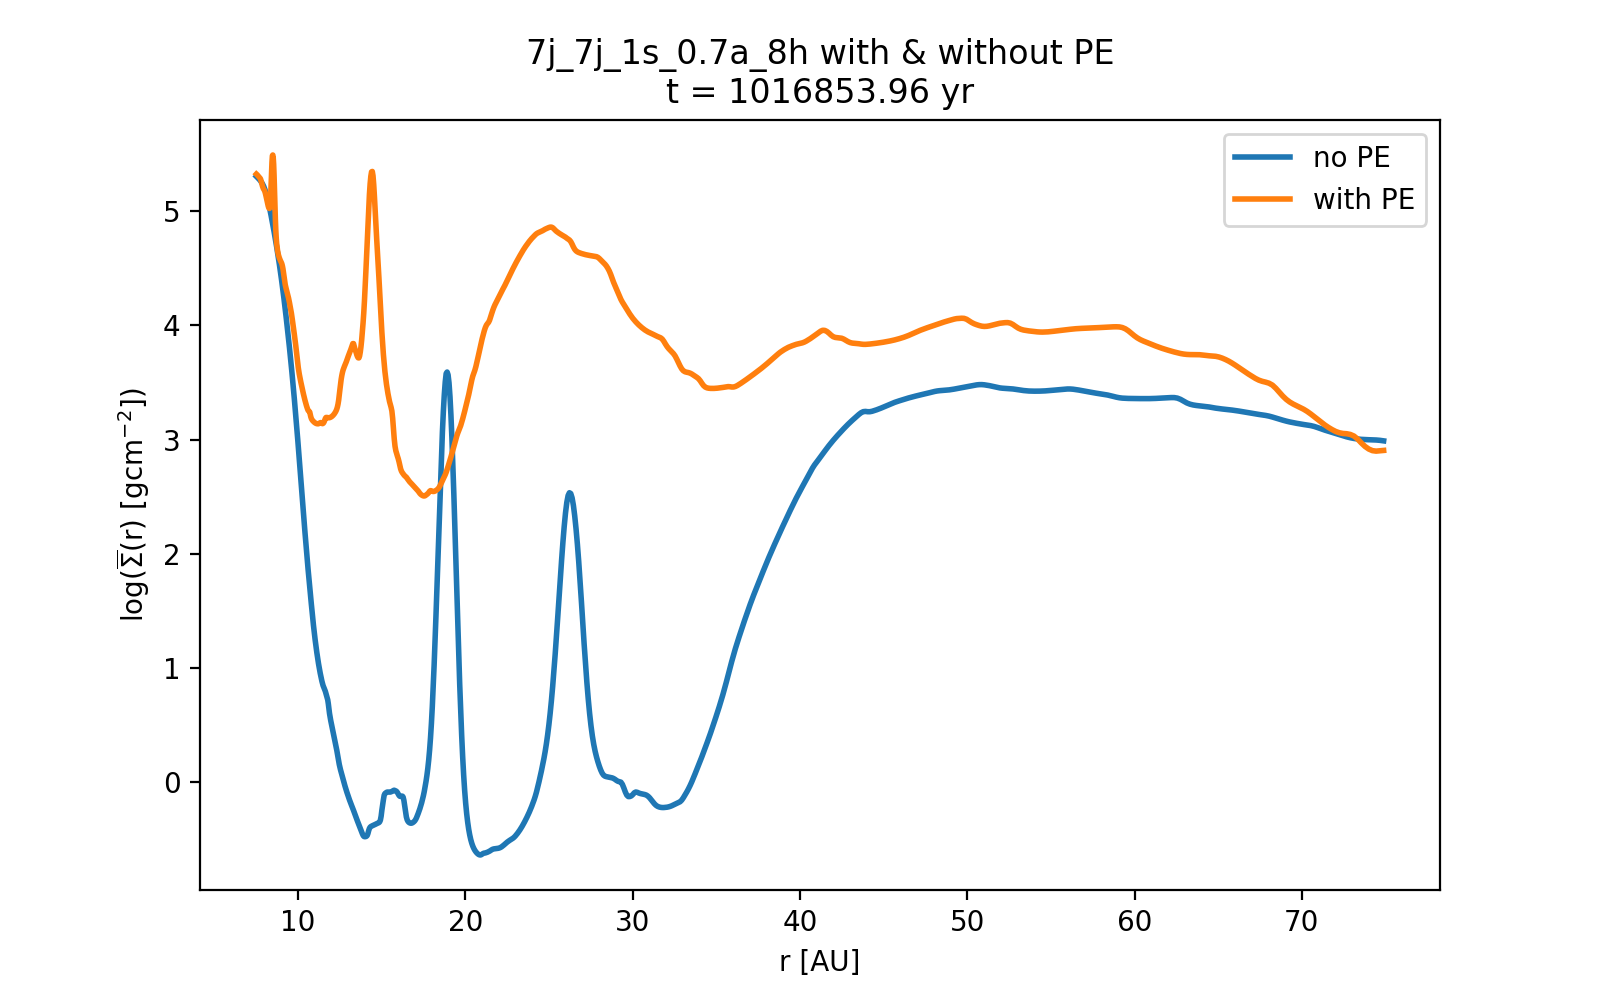 7j_7j_1s_0.7a_8h with & without PE
t = 1016853.96 yr
no PE
with PE
5
4
3
2
1
0
log(Σ̅(r) [gcm⁻²])
10 20 30 40 50 60 70
r [AU]